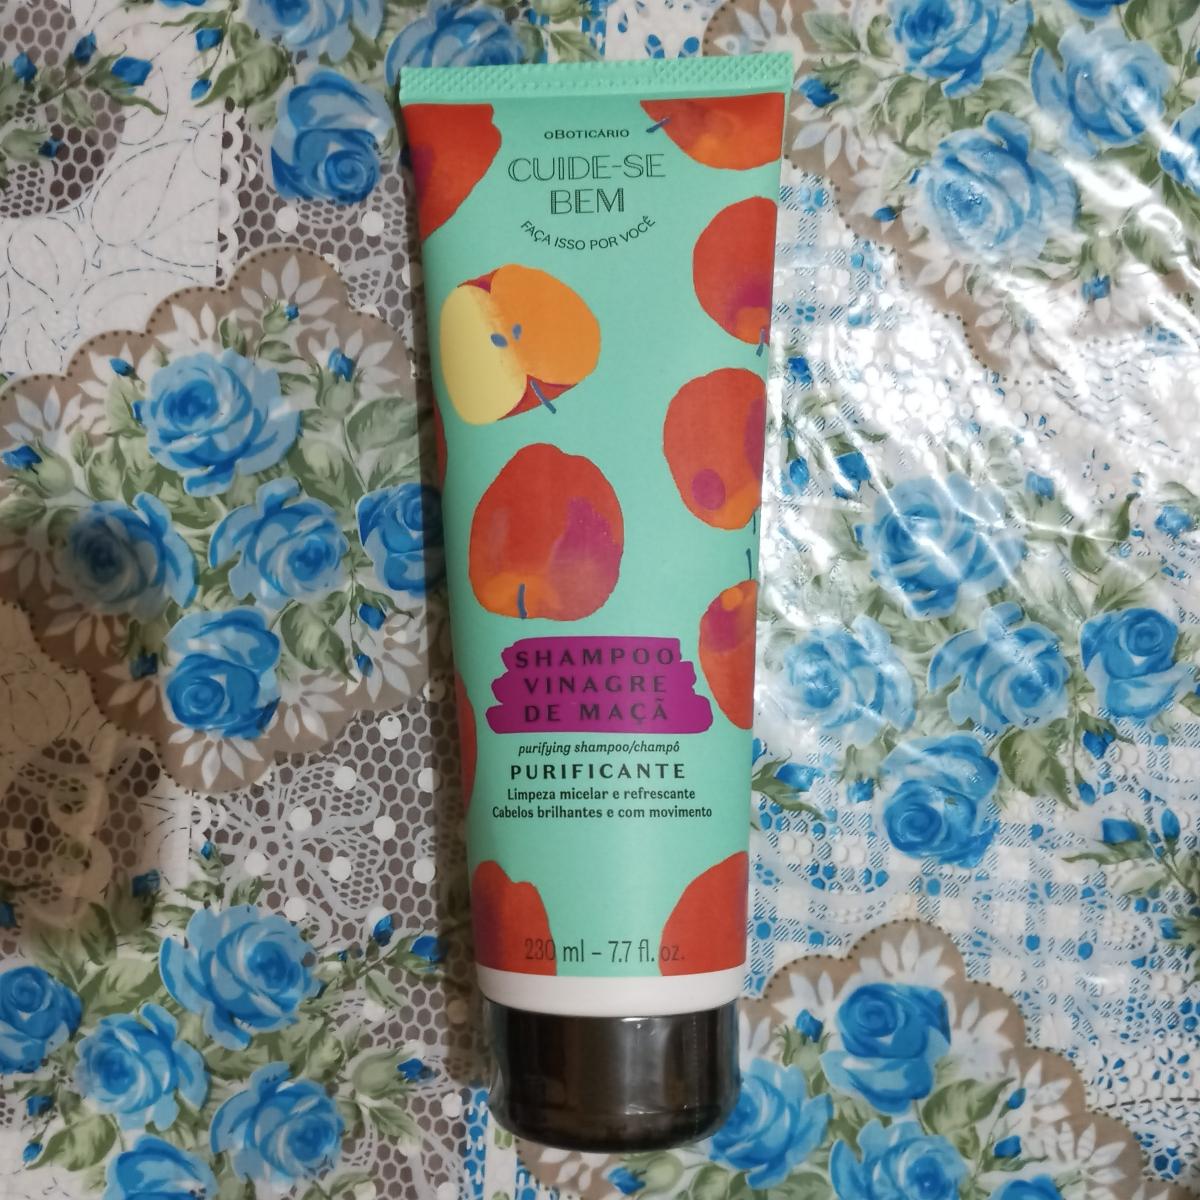 oBOTICÁRIO
CUIDE-SE
BEM
FAÇA ISSO POR VOCÊ
SHAMPOO
VINAGRE
DE MAÇÃ
purifying shampoo/champô
PURIFICANTE
Limpeza micelar e refrescante
Cabelos brilhantes e com movimento
230 ml – 7.7 fl. oz.